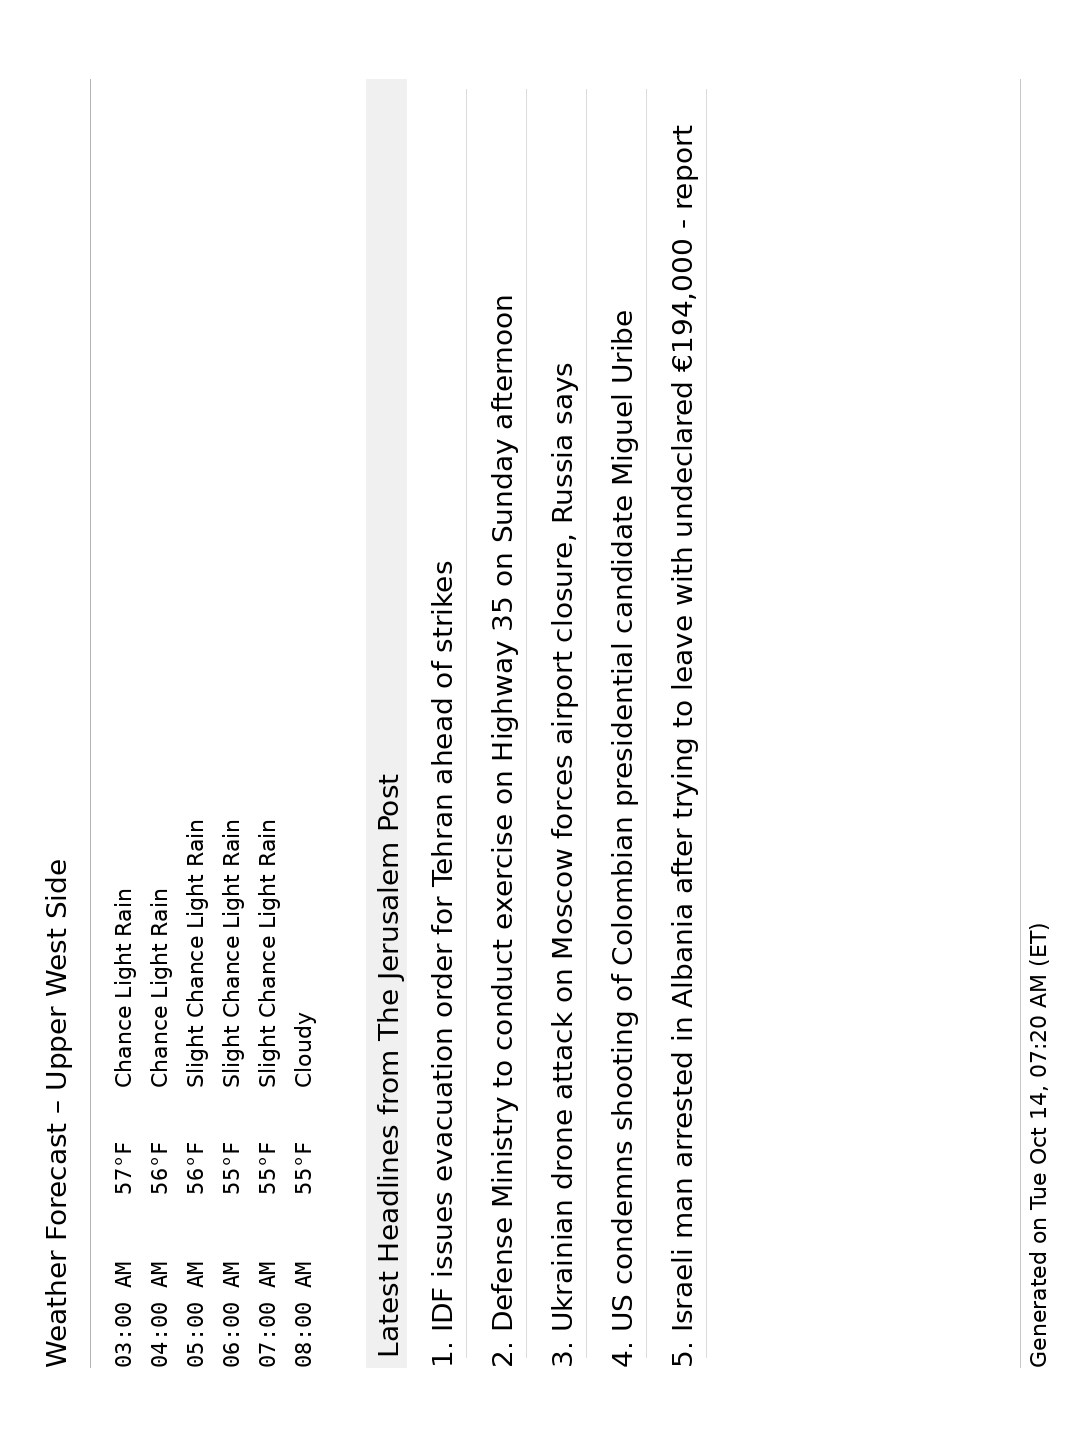 Weather Forecast – Upper West Side
03:00 AM 57°F Chance Light Rain
04:00 AM 56°F Chance Light Rain
05:00 AM 56°F Slight Chance Light Rain
06:00 AM 55°F Slight Chance Light Rain
07:00 AM 55°F Slight Chance Light Rain
08:00 AM 55°F Cloudy
Latest Headlines from The Jerusalem Post
1. IDF issues evacuation order for Tehran ahead of strikes
2. Defense Ministry to conduct exercise on Highway 35 on Sunday afternoon
3. Ukrainian drone attack on Moscow forces airport closure, Russia says
4. US condemns shooting of Colombian presidential candidate Miguel Uribe
5. Israeli man arrested in Albania after trying to leave with undeclared €194,000 - report
Generated on Tue Oct 14, 07:20 AM (ET)